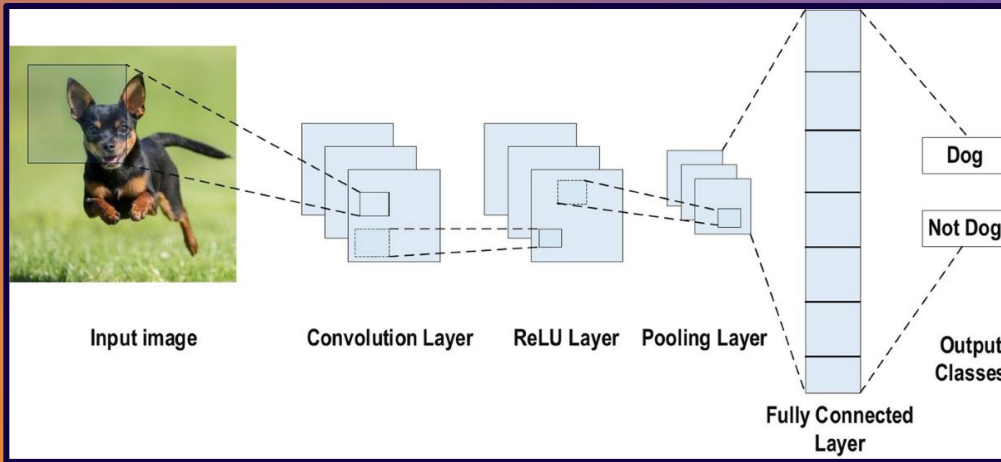 Dog
Not Dog
Input image
Convolution Layer
ReLU Layer
Pooling Layer
Output
Classes
Fully Connected
Layer